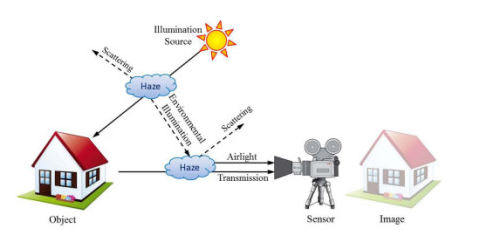 Illumination
Source
Scattering
Haze
Environmental
Illumination
Scattering
Haze
Airlight
Transmission
Object
Sensor
Image